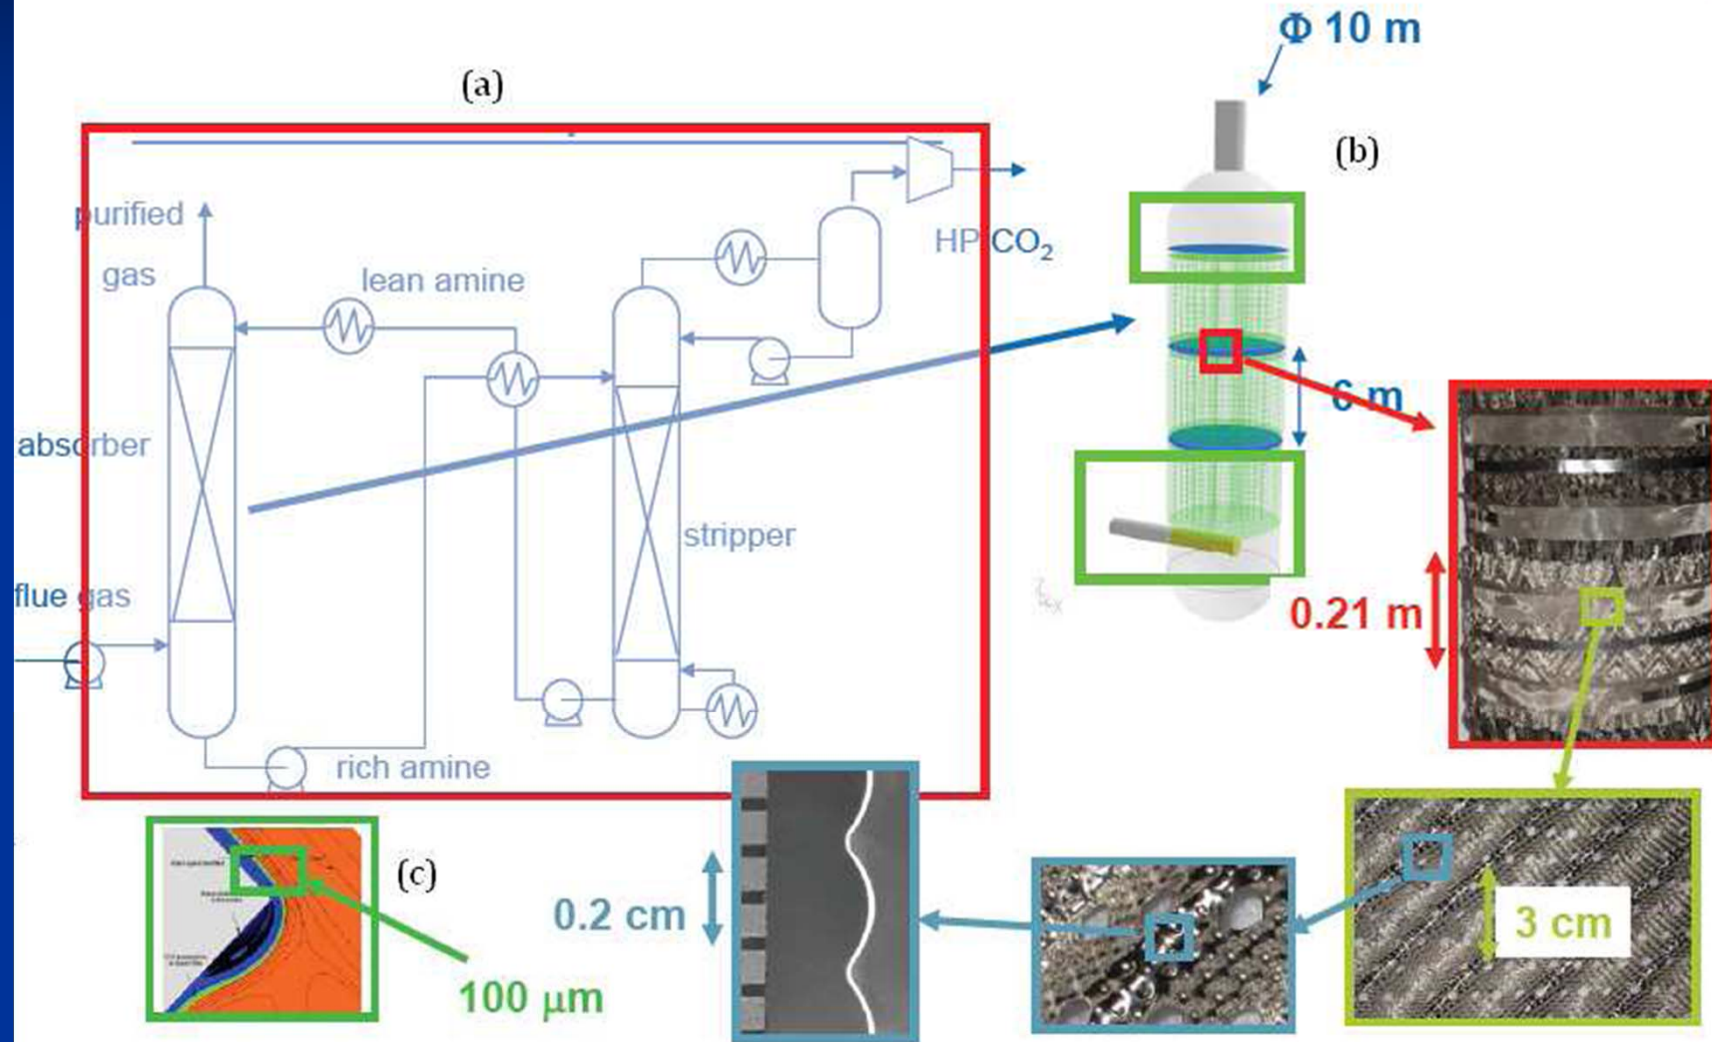 Φ 10 m
(a)
(b)
purified
gas
HP CO₂
lean amine
6 m
absorber
stripper
flue gas
0.21 m
rich amine
(c)
0.2 cm
3 cm
100 µm